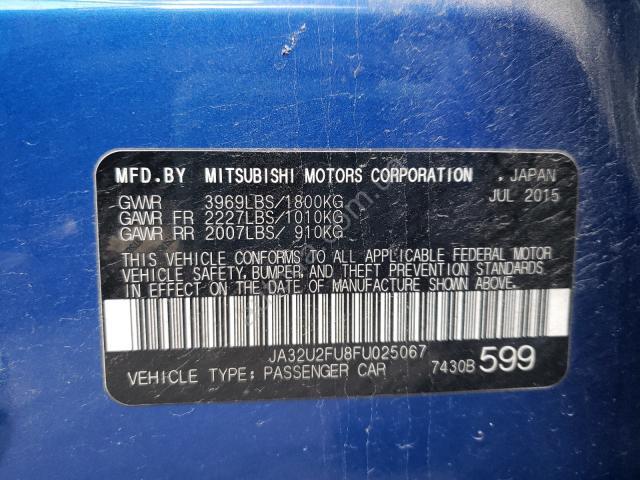 MFD.BY MITSUBISHI MOTORS CORPORATION , JAPAN
JUL 2015
GVWR 3969LBS/1800KG
GAWR FR 2227LBS/1010KG
GAWR RR 2007LBS/ 910KG
THIS VEHICLE CONFORMS TO ALL APPLICABLE FEDERAL MOTOR
VEHICLE SAFETY, BUMPER, AND THEFT PREVENTION STANDARDS
IN EFFECT ON THE DATE OF MANUFACTURE SHOWN ABOVE.
JA32U2FU8FU025067
VEHICLE TYPE: PASSENGER CAR 7430B 599